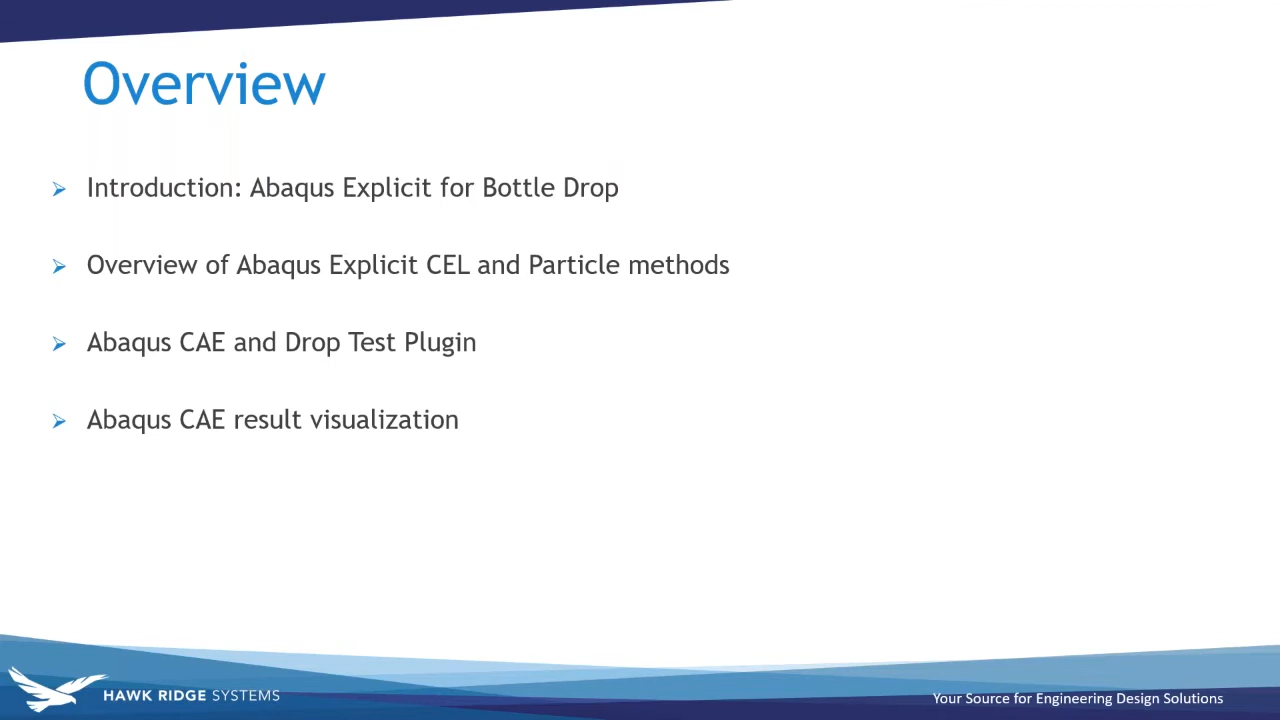 Overview
Introduction: Abaqus Explicit for Bottle Drop
Overview of Abaqus Explicit CEL and Particle methods
Abaqus CAE and Drop Test Plugin
Abaqus CAE result visualization
HAWK RIDGE SYSTEMS
Your Source for Engineering Design Solutions